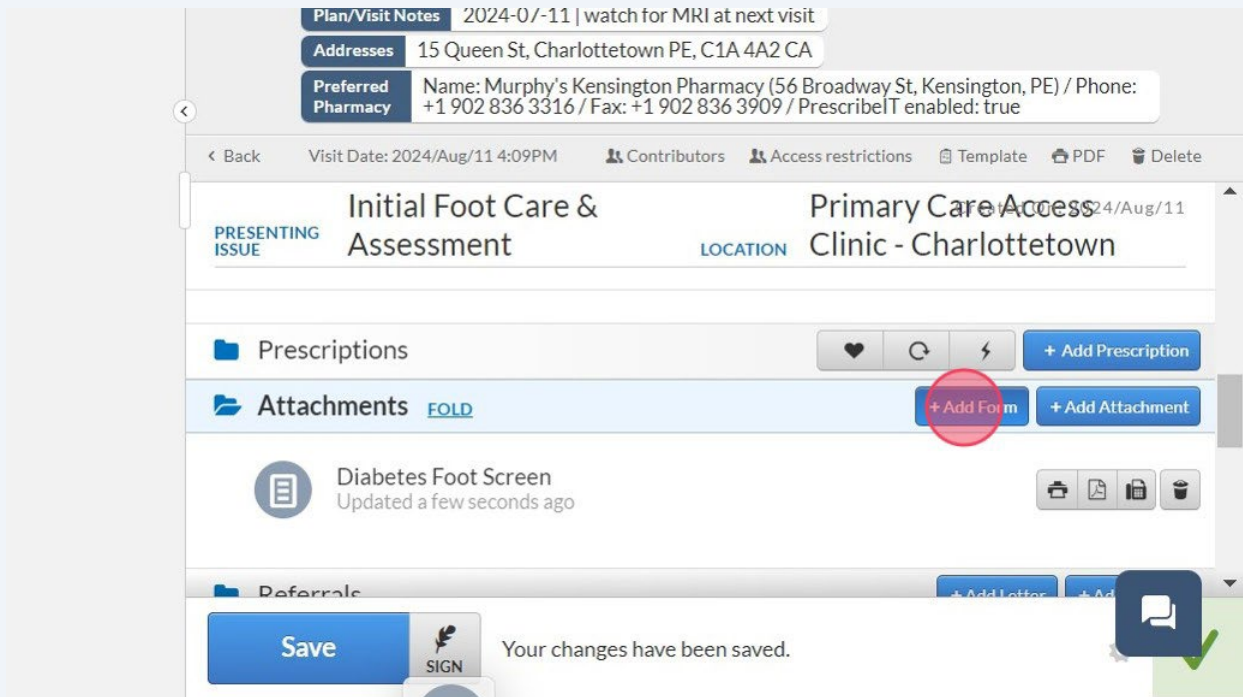 Plan/Visit Notes 2024-07-11 | watch for MRI at next visit
Addresses 15 Queen St, Charlottetown PE, C1A 4A2 CA
Preferred Pharmacy Name: Murphy's Kensington Pharmacy (56 Broadway St, Kensington, PE) / Phone:
+1 902 836 3316 / Fax: +1 902 836 3909 / PrescribeIT enabled: true
Back Visit Date: 2024/Aug/11 4:09PM Contributors Access restrictions Template PDF Delete
PRESENTING ISSUE Initial Foot Care &
Assessment
LOCATION Primary Care Access
Clinic - Charlottetown
Created On: 2024/Aug/11
Prescriptions + Add Prescription
Attachments FOLD + Add Form + Add Attachment
Diabetes Foot Screen
Updated a few seconds ago
Referrals + Add Letter
Save SIGN Your changes have been saved.